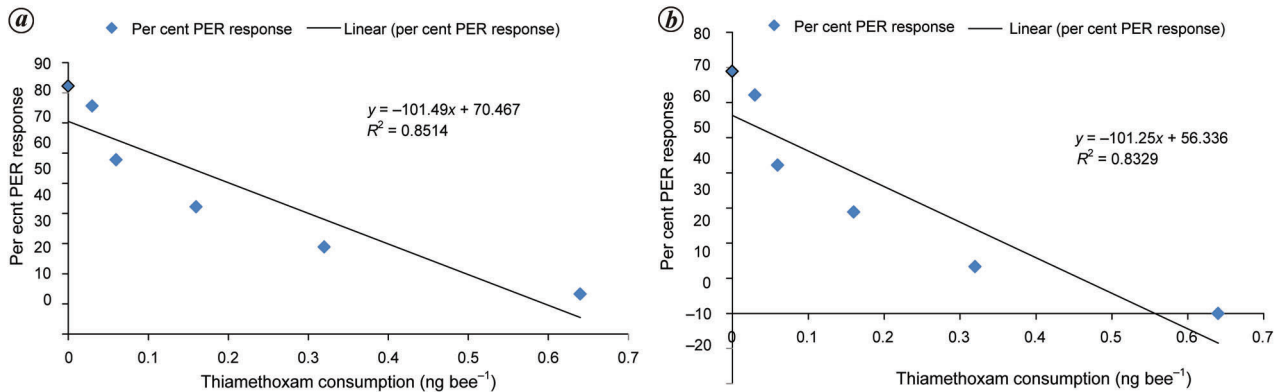 a
Per cent PER response Linear (per cent PER response)
90
80
70
60
50
40
30
20
10
0
Per ecnt PER response
y = –101.49x + 70.467
R² = 0.8514
0 0.1 0.2 0.3 0.4 0.5 0.6 0.7
Thiamethoxam consumption (ng bee⁻¹)
b
Per cent PER response Linear (per cent PER response)
80
70
60
50
40
30
20
10
0
–10
–20
Per cent PER response
y = –101.25x + 56.336
R² = 0.8329
0 0.1 0.2 0.3 0.4 0.5 0.6 0.7
Thiamethoxam consumption (ng bee⁻¹)